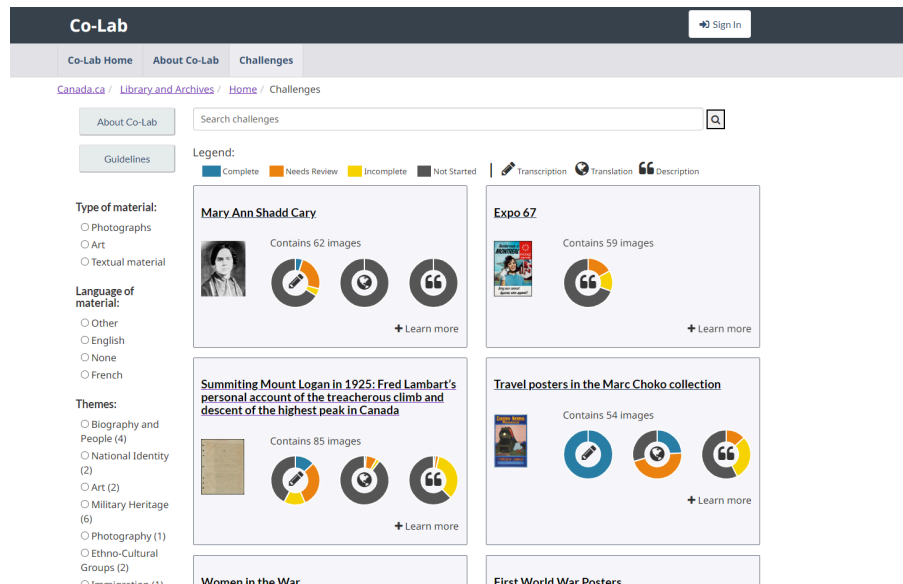 Co-Lab
Sign In
Co-Lab Home
About Co-Lab
Challenges
Canada.ca / Library and Archives / Home / Challenges
About Co-Lab
Guidelines
Search challenges
Legend:
Complete
Needs Review
Incomplete
Not Started
Transcription
Translation
Description
Type of material:
Photographs
Art
Textual material
Language of
material:
Other
English
None
French
Themes:
Biography and
People (4)
National Identity
(2)
Art (2)
Military Heritage
(6)
Photography (1)
Ethno-Cultural
Groups (2)
Immigration (1)
Mary Ann Shadd Cary
Contains 62 images
Learn more
Expo 67
MONTRÉAL
Contains 59 images
Learn more
Summiting Mount Logan in 1925: Fred Lambart's
personal account of the treacherous climb and
descent of the highest peak in Canada
Contains 85 images
Learn more
Travel posters in the Marc Choko collection
Contains 54 images
Learn more
Women in the War
First World War Posters